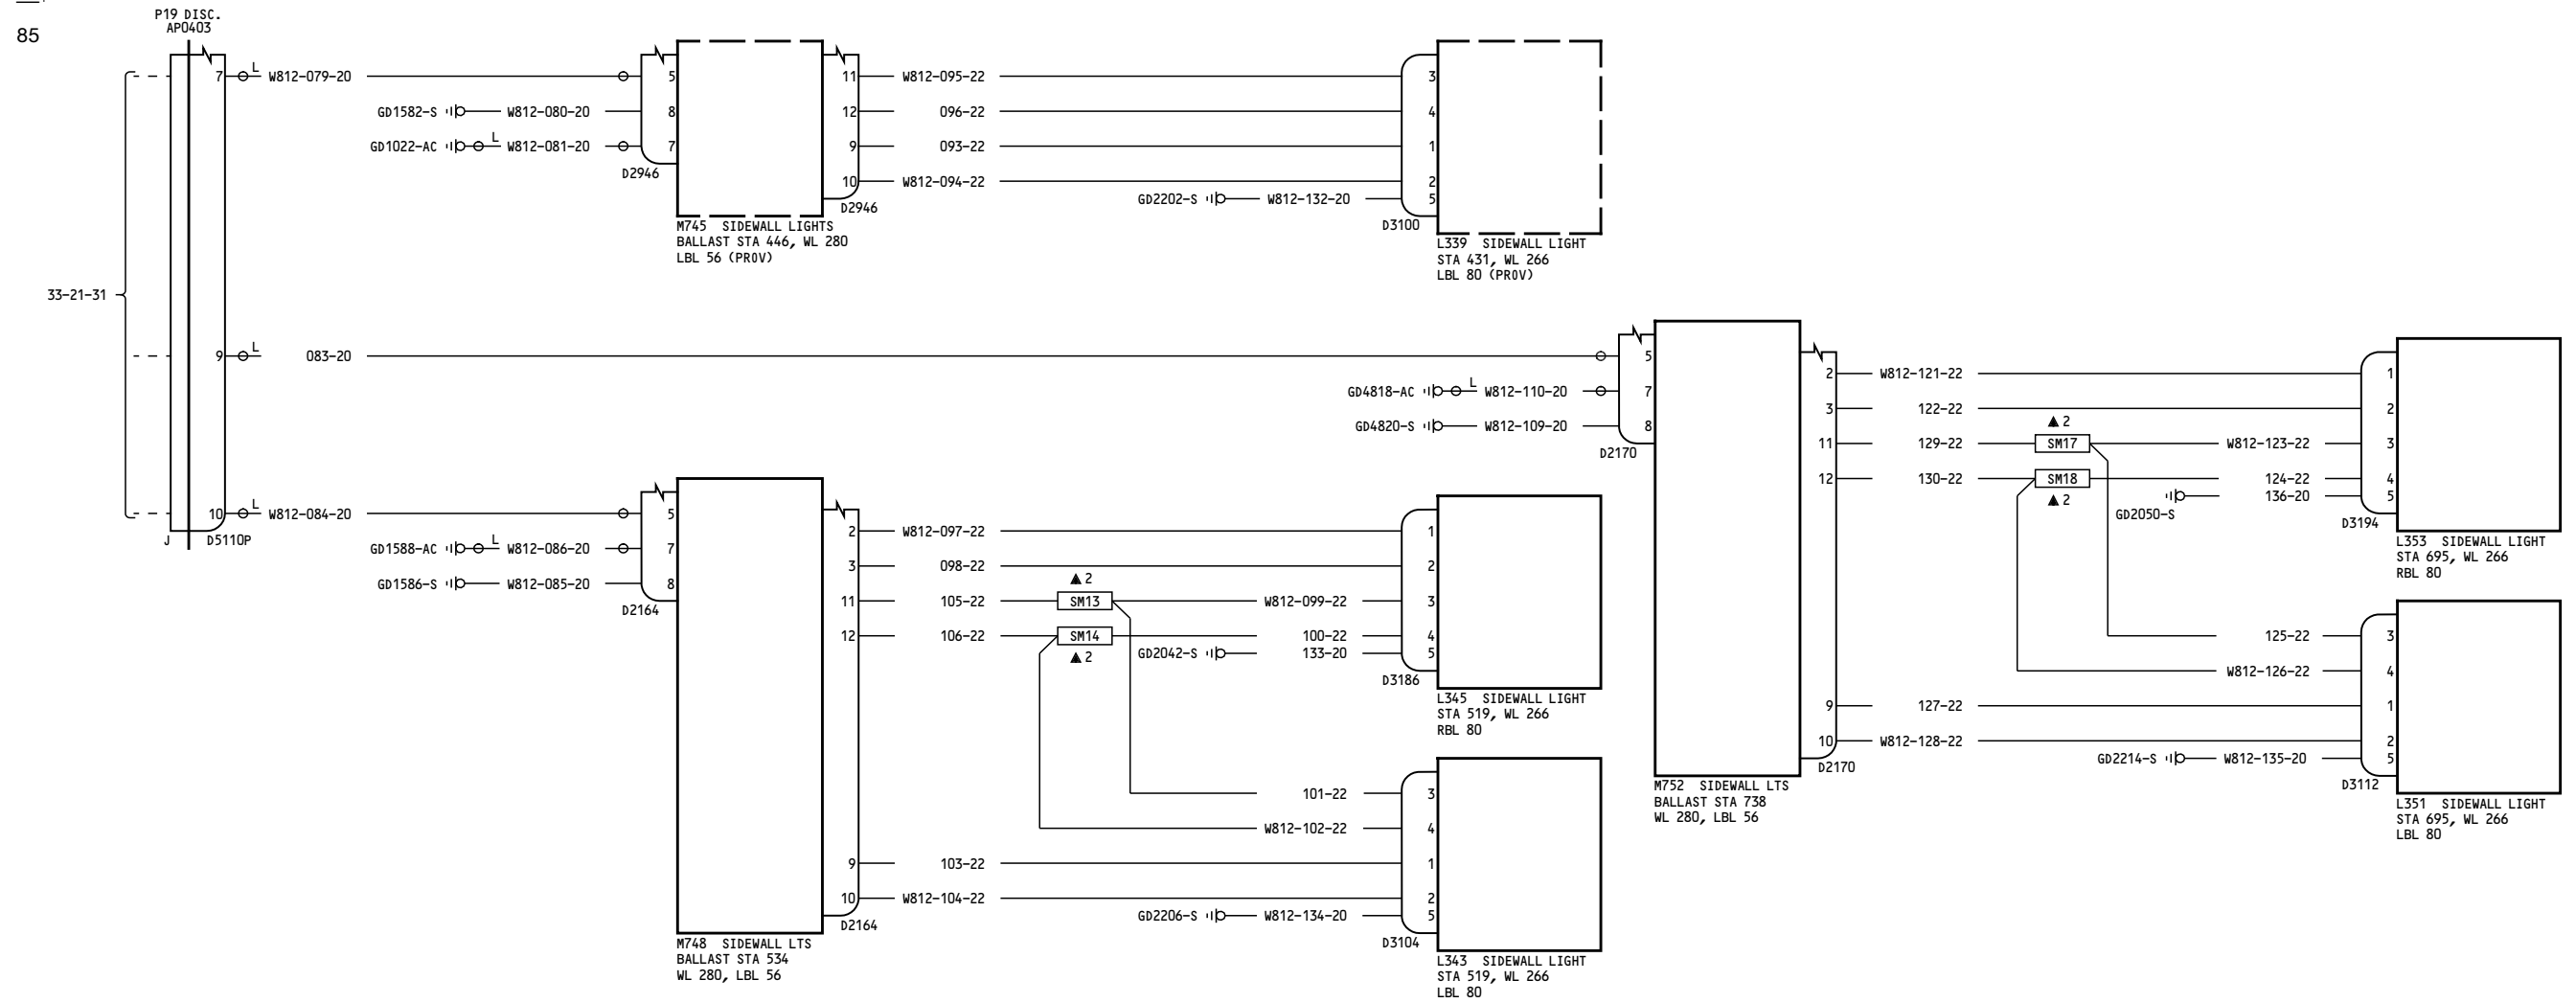 85
P19 DISC.
AP0403
7 L W812-079-20 5
GD1582-S W812-080-20 8
GD1022-AC L W812-081-20 7
D2946
11 W812-095-22 3
12 096-22 4
9 093-22 1
10 W812-094-22 2
GD2202-S W812-132-20 5
D2946
D3100
M745 SIDEWALL LIGHTS
BALLAST STA 446, WL 280
LBL 56 (PROV)
L339 SIDEWALL LIGHT
STA 431, WL 266
LBL 80 (PROV)
33-21-31
9 L 083-20 5
GD4818-AC L W812-110-20 7
GD4820-S W812-109-20 8
D2170
2 W812-121-22 1
3 122-22 2
▲ 2
11 129-22 SM17 W812-123-22 3
12 130-22 SM18 124-22 4
▲ 2
136-20 5
GD2050-S
D3194
L353 SIDEWALL LIGHT
STA 695, WL 266
RBL 80
125-22 3
W812-126-22 4
9 127-22 1
10 W812-128-22 2
GD2214-S W812-135-20 5
D2170
D3112
M752 SIDEWALL LTS
BALLAST STA 738
WL 280, LBL 56
L351 SIDEWALL LIGHT
STA 695, WL 266
LBL 80
10 L W812-084-20 5
J D5110P
GD1588-AC L W812-086-20 7
GD1586-S W812-085-20 8
D2164
2 W812-097-22 1
3 098-22 2
▲ 2
11 105-22 SM13 W812-099-22 3
12 106-22 SM14 100-22 4
▲ 2
GD2042-S 133-20 5
D3186
L345 SIDEWALL LIGHT
STA 519, WL 266
RBL 80
101-22 3
W812-102-22 4
9 103-22 1
10 W812-104-22 2
GD2206-S W812-134-20 5
D2164
D3104
M748 SIDEWALL LTS
BALLAST STA 534
WL 280, LBL 56
L343 SIDEWALL LIGHT
STA 519, WL 266
LBL 80